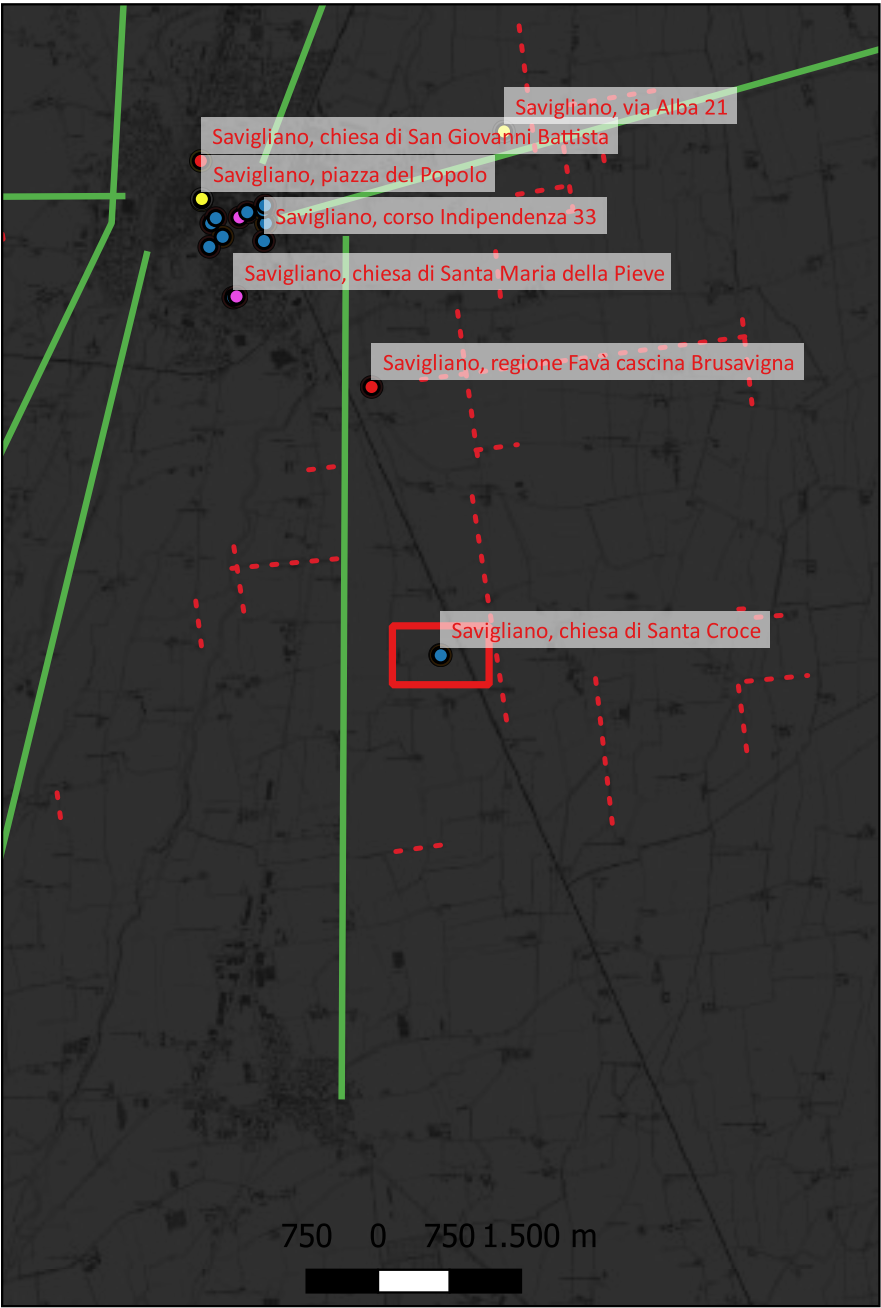 Savigliano, via Alba 21
Savigliano, chiesa di San Giovanni Battista
Savigliano, piazza del Popolo
Savigliano, corso Indipendenza 33
Savigliano, chiesa di Santa Maria della Pieve
Savigliano, regione Favà cascina Brusavigna
Savigliano, chiesa di Santa Croce
750 0 750 1.500 m